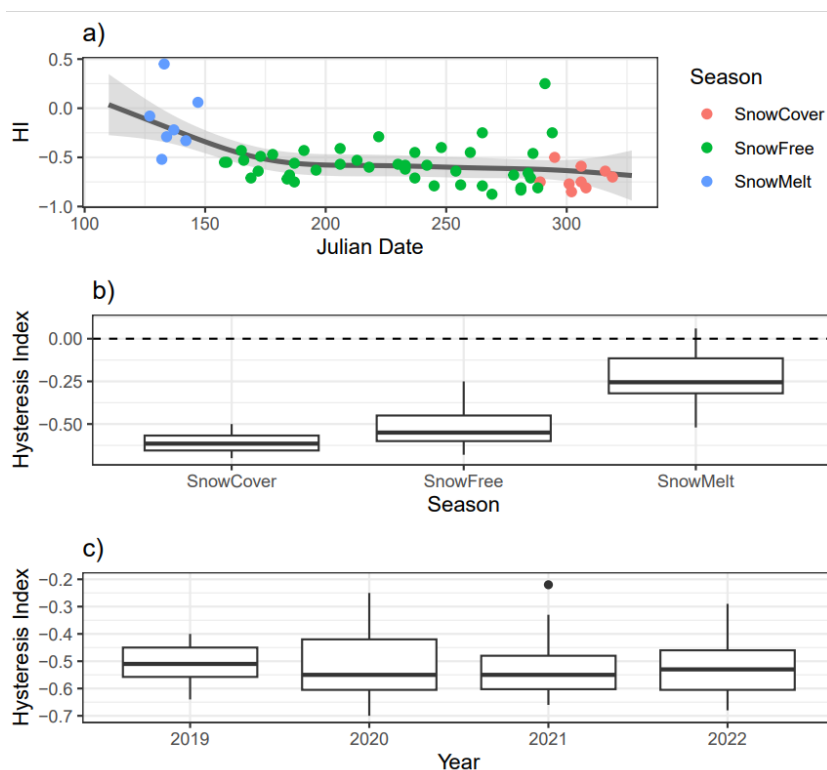 a)
0.5
0.0
−0.5
−1.0
HI
100 150 200 250 300
Julian Date
Season
SnowCover
SnowFree
SnowMelt
b)
0.00
−0.25
−0.50
Hysteresis Index
SnowCover SnowFree SnowMelt
Season
c)
−0.2
−0.3
−0.4
−0.5
−0.6
−0.7
Hysteresis Index
2019 2020 2021 2022
Year